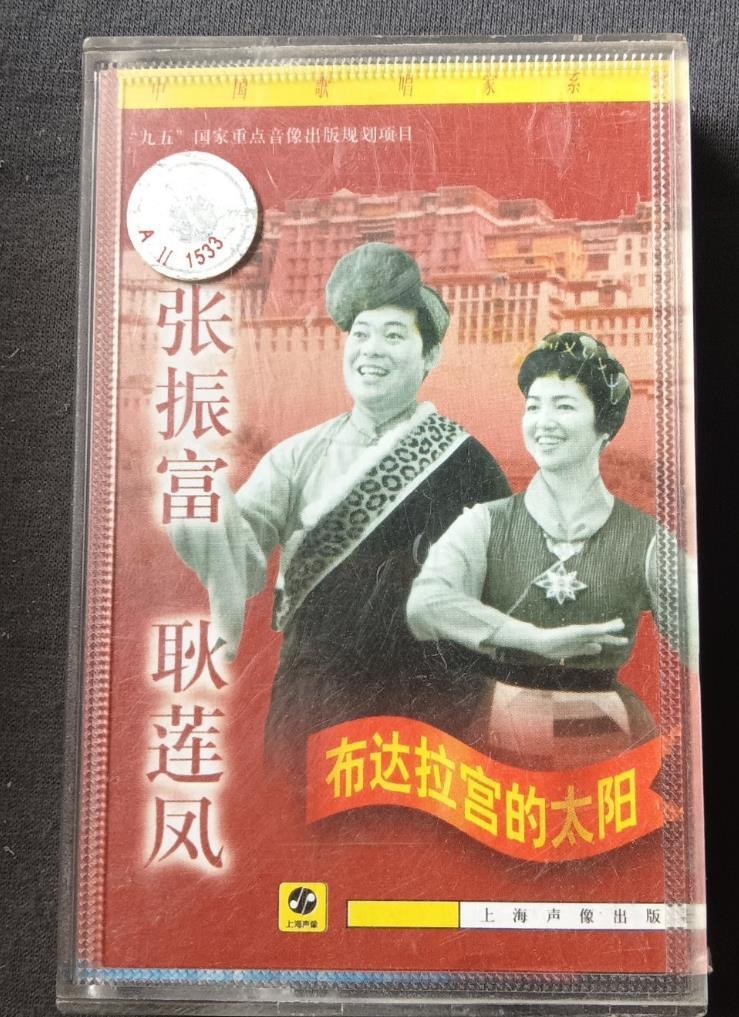 中国歌唱家系
"九五"国家重点音像出版规划项目
A II 1533
张振富
耿莲凤
布达拉宫的太阳
上海声像
上海声像出版